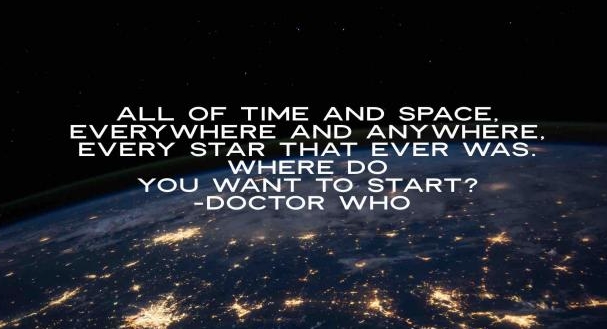 ALL OF TIME AND SPACE,
EVERYWHERE AND ANYWHERE,
EVERY STAR THAT EVER WAS.
WHERE DO
YOU WANT TO START?
-DOCTOR WHO